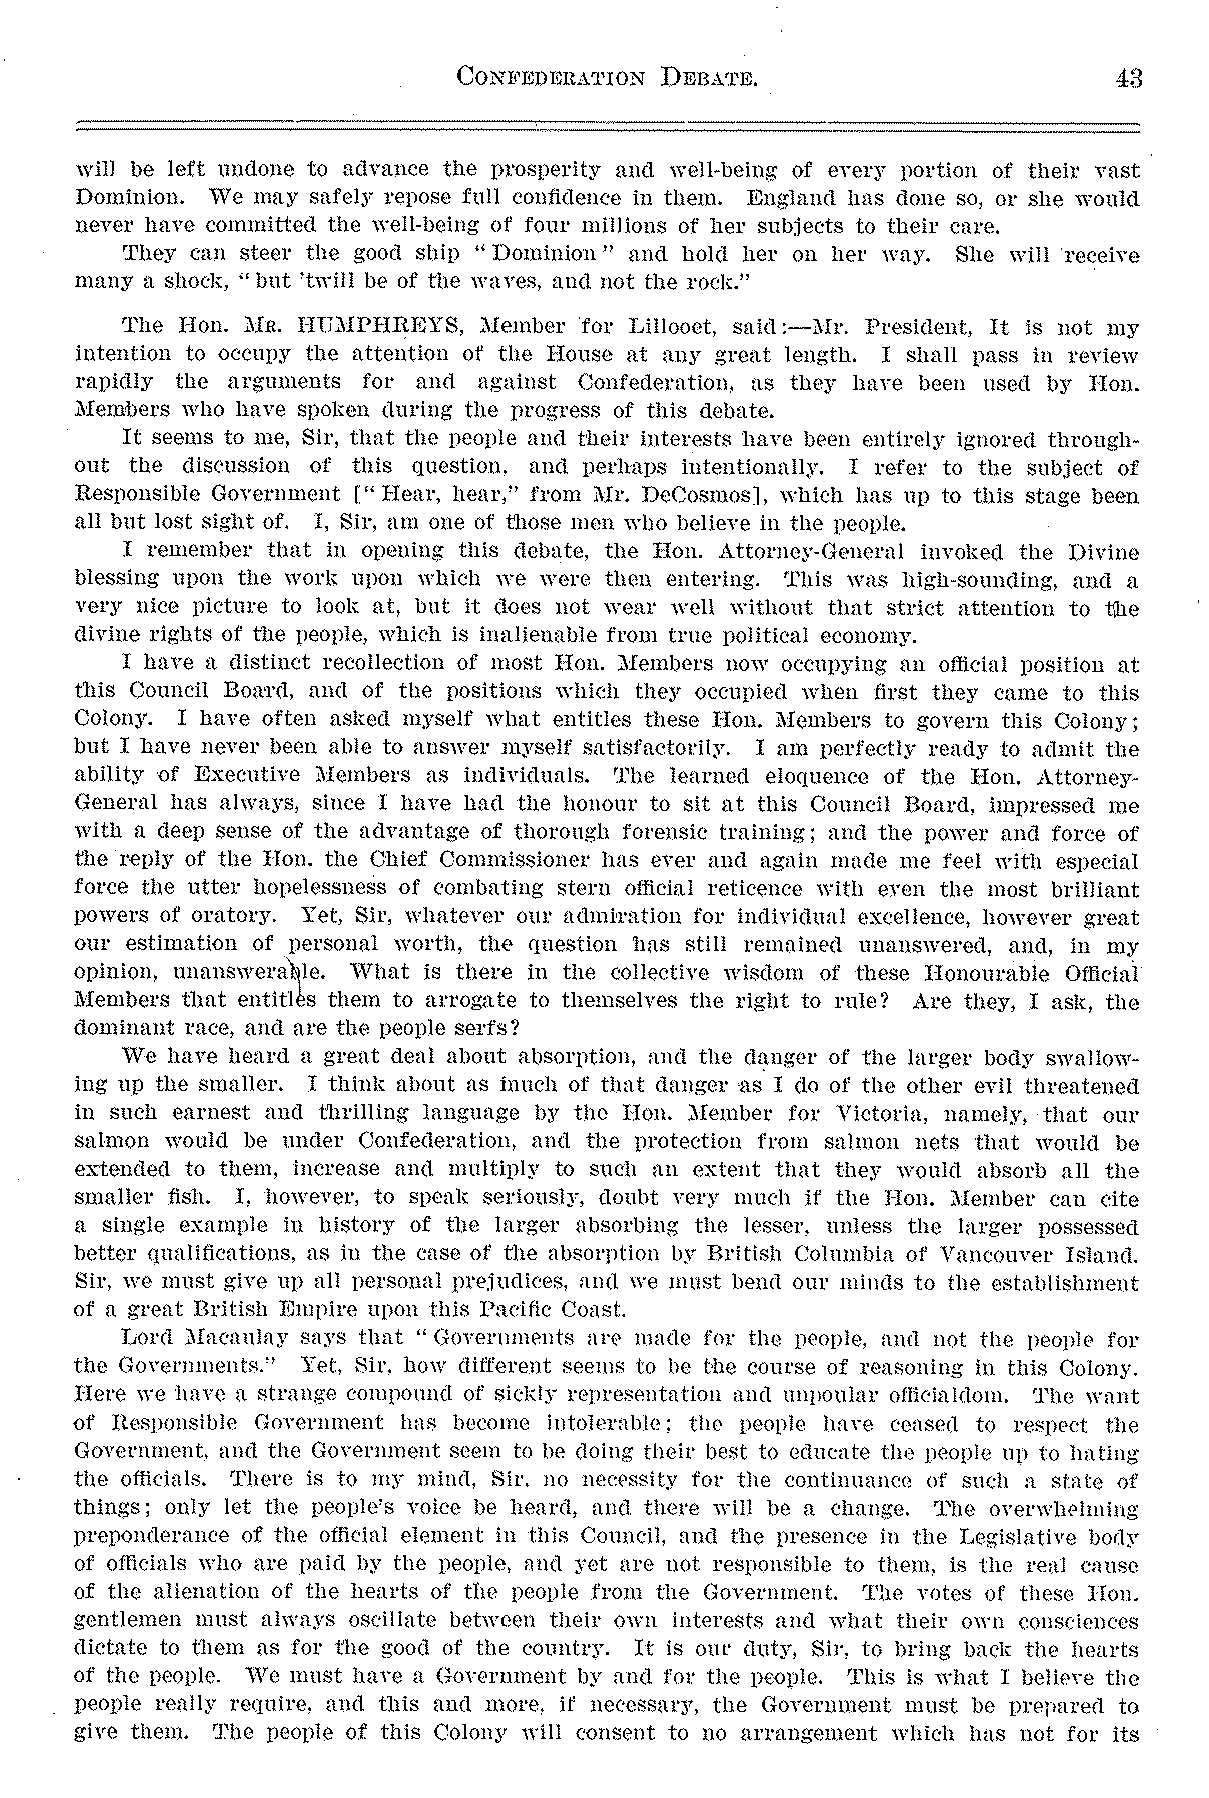 CONFEDERATION DEBATE. 43
will be left undone to advance the prosperity and well-being of every portion of their vast
Dominion. We may safely repose full confidence in them. England has done so, or she would
never have committed the well-being of four millions of her subjects to their care.
They can steer the good ship “Dominion” and hold her on her way. She will receive
many a shock, “but ’twill be of the waves, and not the rock.”
The Hon. MR. HUMPHREYS, Member for Lillooet, said:—Mr. President, It is not my
intention to occupy the attention of the House at any great length. I shall pass in review
rapidly the arguments for and against Confederation, as they have been used by Hon.
Members who have spoken during the progress of this debate.
It seems to me, Sir, that the people and their interests have been entirely ignored through-
out the discussion of this question, and perhaps intentionally. I refer to the subject of
Responsible Government [“Hear, hear,” from Mr. DeCosmos], which has up to this stage been
all but lost sight of. I, Sir, am one of those men who believe in the people.
I remember that in opening this debate, the Hon. Attorney-General invoked the Divine
blessing upon the work upon which we were then entering. This was high-sounding, and a
very nice picture to look at, but it does not wear well without that strict attention to the
divine rights of the people, which is inalienable from true political economy.
I have a distinct recollection of most Hon. Members now occupying an official position at
this Council Board, and of the positions which they occupied when first they came to this
Colony. I have often asked myself what entitles these Hon. Members to govern this Colony;
but I have never been able to answer myself satisfactorily. I am perfectly ready to admit the
ability of Executive Members as individuals. The learned eloquence of the Hon. Attorney-
General has always, since I have had the honour to sit at this Council Board, impressed me
with a deep sense of the advantage of thorough forensic training; and the power and force of
the reply of the Hon. the Chief Commissioner has ever and again made me feel with especial
force the utter hopelessness of combating stern official reticence with even the most brilliant
powers of oratory. Yet, Sir, whatever our admiration for individual excellence, however great
our estimation of personal worth, the question has still remained unanswered, and, in my
opinion, unanswerable. What is there in the collective wisdom of these Honourable Official
Members that entitles them to arrogate to themselves the right to rule? Are they, I ask, the
dominant race, and are the people serfs?
We have heard a great deal about absorption, and the danger of the larger body swallow-
ing up the smaller. I think about as much of that danger as I do of the other evil threatened
in such earnest and thrilling language by the Hon. Member for Victoria, namely, that our
salmon would be under Confederation, and the protection from salmon nets that would be
extended to them, increase and multiply to such an extent that they would absorb all the
smaller fish. I, however, to speak seriously, doubt very much if the Hon. Member can cite
a single example in history of the larger absorbing the lesser, unless the larger possessed
better qualifications, as in the case of the absorption by British Columbia of Vancouver Island.
Sir, we must give up all personal prejudices, and we must bend our minds to the establishment
of a great British Empire upon this Pacific Coast.
Lord Macaulay says that “Governments are made for the people, and not the people for
the Governments.” Yet, Sir, how different seems to be the course of reasoning in this Colony.
Here we have a strange compound of sickly representation and unpoular officialdom. The want
of Responsible Government has become intolerable; the people have ceased to respect the
Government, and the Government seem to be doing their best to educate the people up to hating
the officials. There is to my mind, Sir, no necessity for the continuance of such a state of
things; only let the people’s voice be heard, and there will be a change. The overwhelming
preponderance of the official element in this Council, and the presence in the Legislative body
of officials who are paid by the people, and yet are not responsible to them, is the real cause
of the alienation of the hearts of the people from the Government. The votes of these Hon.
gentlemen must always oscillate between their own interests and what their own consciences
dictate to them as for the good of the country. It is our duty, Sir, to bring back the hearts
of the people. We must have a Government by and for the people. This is what I believe the
people really require, and this and more, if necessary, the Government must be prepared to
give them. The people of this Colony will consent to no arrangement which has not for its